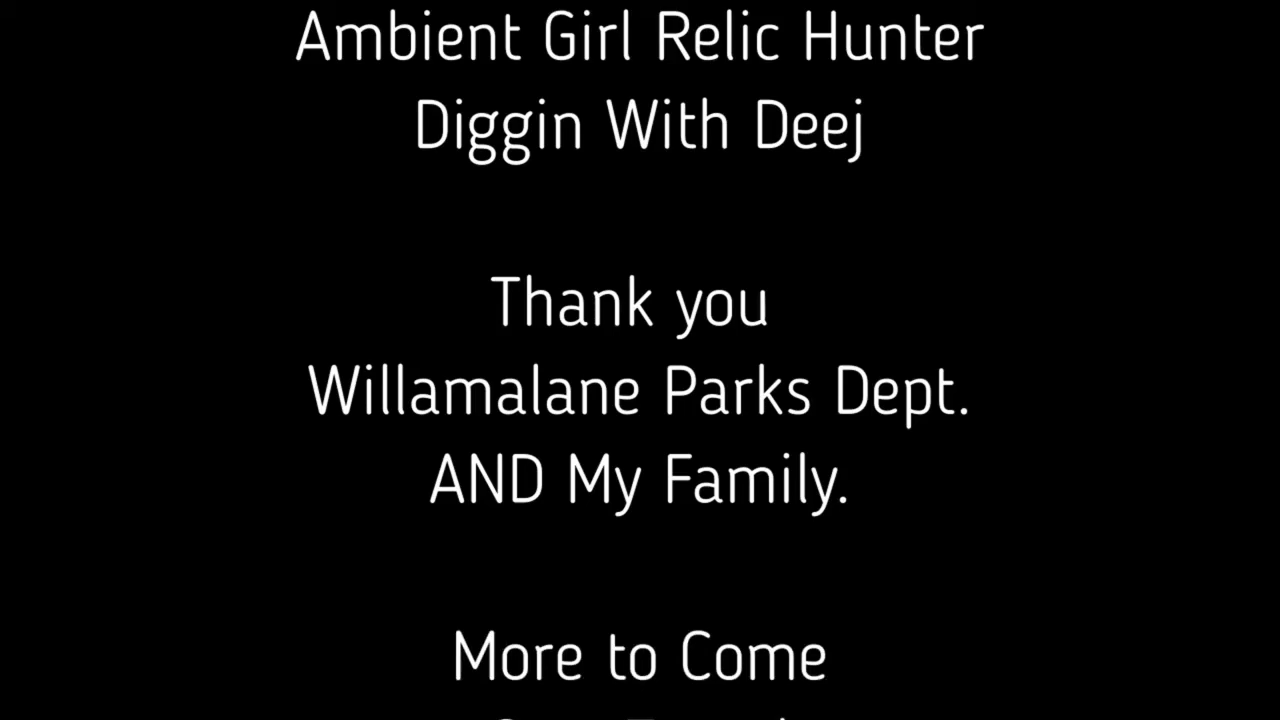 Ambient Girl Relic Hunter
Diggin With Deej
Thank you
Willamalane Parks Dept.
AND My Family.
More to Come